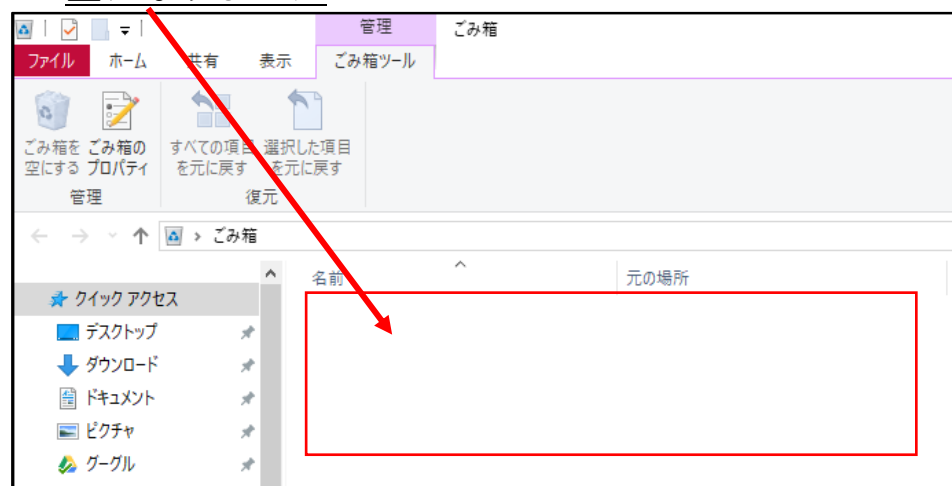 管理 ごみ箱
ファイル ホーム 共有 表示 ごみ箱ツール
ごみ箱を ごみ箱の すべての項目 選択した項目
空にする プロパティ を元に戻す を元に戻す
管理 復元
ごみ箱
名前 元の場所
クイック アクセス
デスクトップ
ダウンロード
ドキュメント
ピクチャ
グーグル